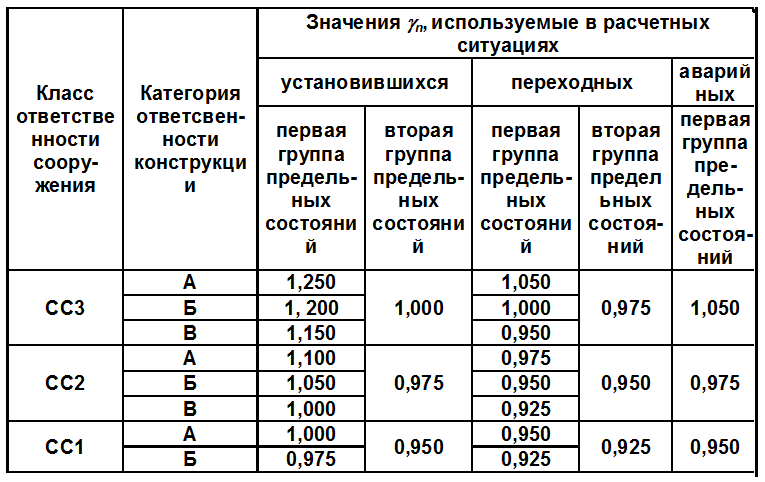 Значения γn, используемые в расчетных
ситуациях
установившихся
переходных
аварий
ных
Класс
ответстве
нности
соору-
жения
Категория
ответсвен-
ности
конструкци
и
первая
группа
предель-
ных
состояни
й
вторая
группа
предель-
ных
состояни
й
первая
группа
предель-
ных
состояни
й
вторая
группа
предел
ьных
состоя-
ний
первая
группа
пре-
дель-
ных
состоя-
ний
СС3
А
1,250
1,000
1,050
0,975
1,050
Б
1, 200
1,000
В
1,150
0,950
СС2
А
1,100
0,975
0,975
0,950
0,975
Б
1,050
0,950
В
1,000
0,925
СС1
А
1,000
0,950
0,950
0,925
0,950
Б
0,975
0,925